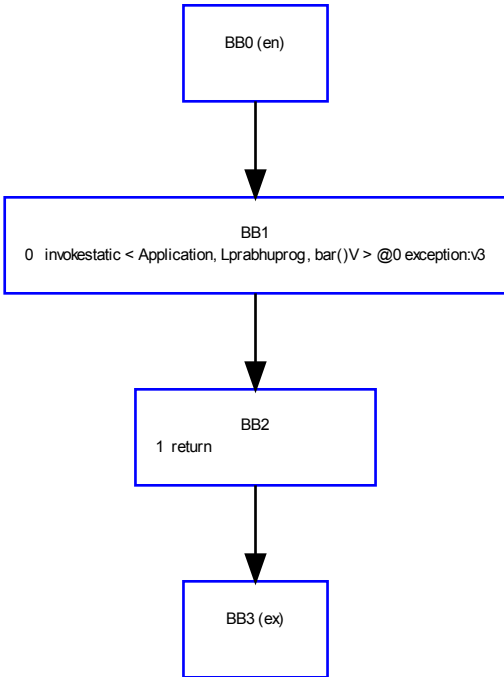 BB0 (en)
BB1
0 invokestatic < Application, Lprabhuprog, bar()V > @0 exception:v3
BB2
1 return
BB3 (ex)